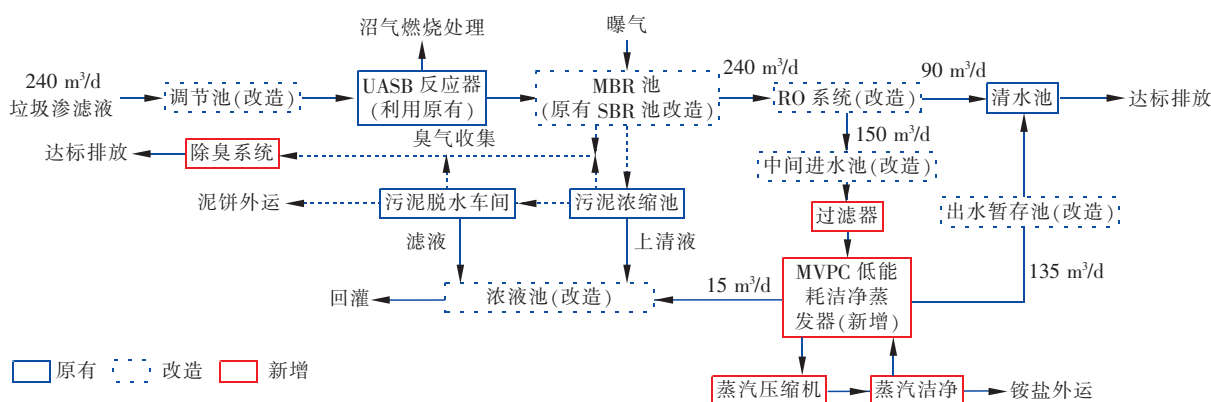 沼气燃烧处理
曝气
240 m³/d
垃圾渗滤液
调节池(改造)
UASB 反应器
(利用原有)
MBR 池
(原有 SBR 池改造)
240 m³/d
RO 系统(改造)
90 m³/d
清水池
达标排放
臭气收集
150 m³/d
达标排放
除臭系统
中间进水池(改造)
泥饼外运
污泥脱水车间
污泥浓缩池
过滤器
出水暂存池(改造)
滤液
上清液
MVPC 低能
耗洁净蒸
发器(新增)
135 m³/d
15 m³/d
回灌
浓液池(改造)
原有
改造
新增
蒸汽压缩机
蒸汽洁净
铵盐外运